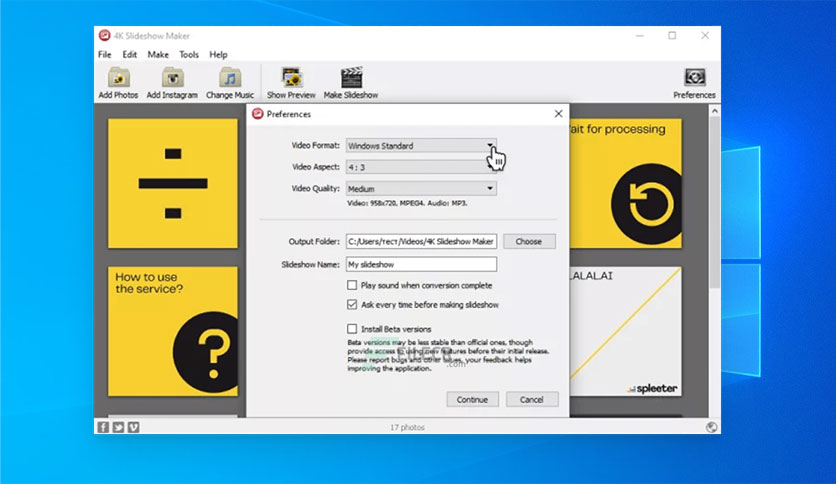 4K Slideshow Maker
File Edit Make Tools Help
Add Photos Add Instagram Change Music Show Preview Make Slideshow Preferences
Preferences
Video Format: Windows Standard
Video Aspect: 4 : 3
Video Quality: Medium
Video: 958x720, MPEG4. Audio: MP3.
Output Folder: C:/Users/тест/Videos/4K Slideshow Maker Choose
Slideshow Name: My slideshow
Play sound when conversion complete
Ask every time before making slideshow
Install Beta versions
Beta versions may be less stable than official ones, though
provide access to using new features before their initial release.
Please report bugs and other issues, your feedback helps
improving the application.
FILECR
.com
Continue Cancel
How to use
the service?
ait for processing
LALAI
spleeter
17 photos